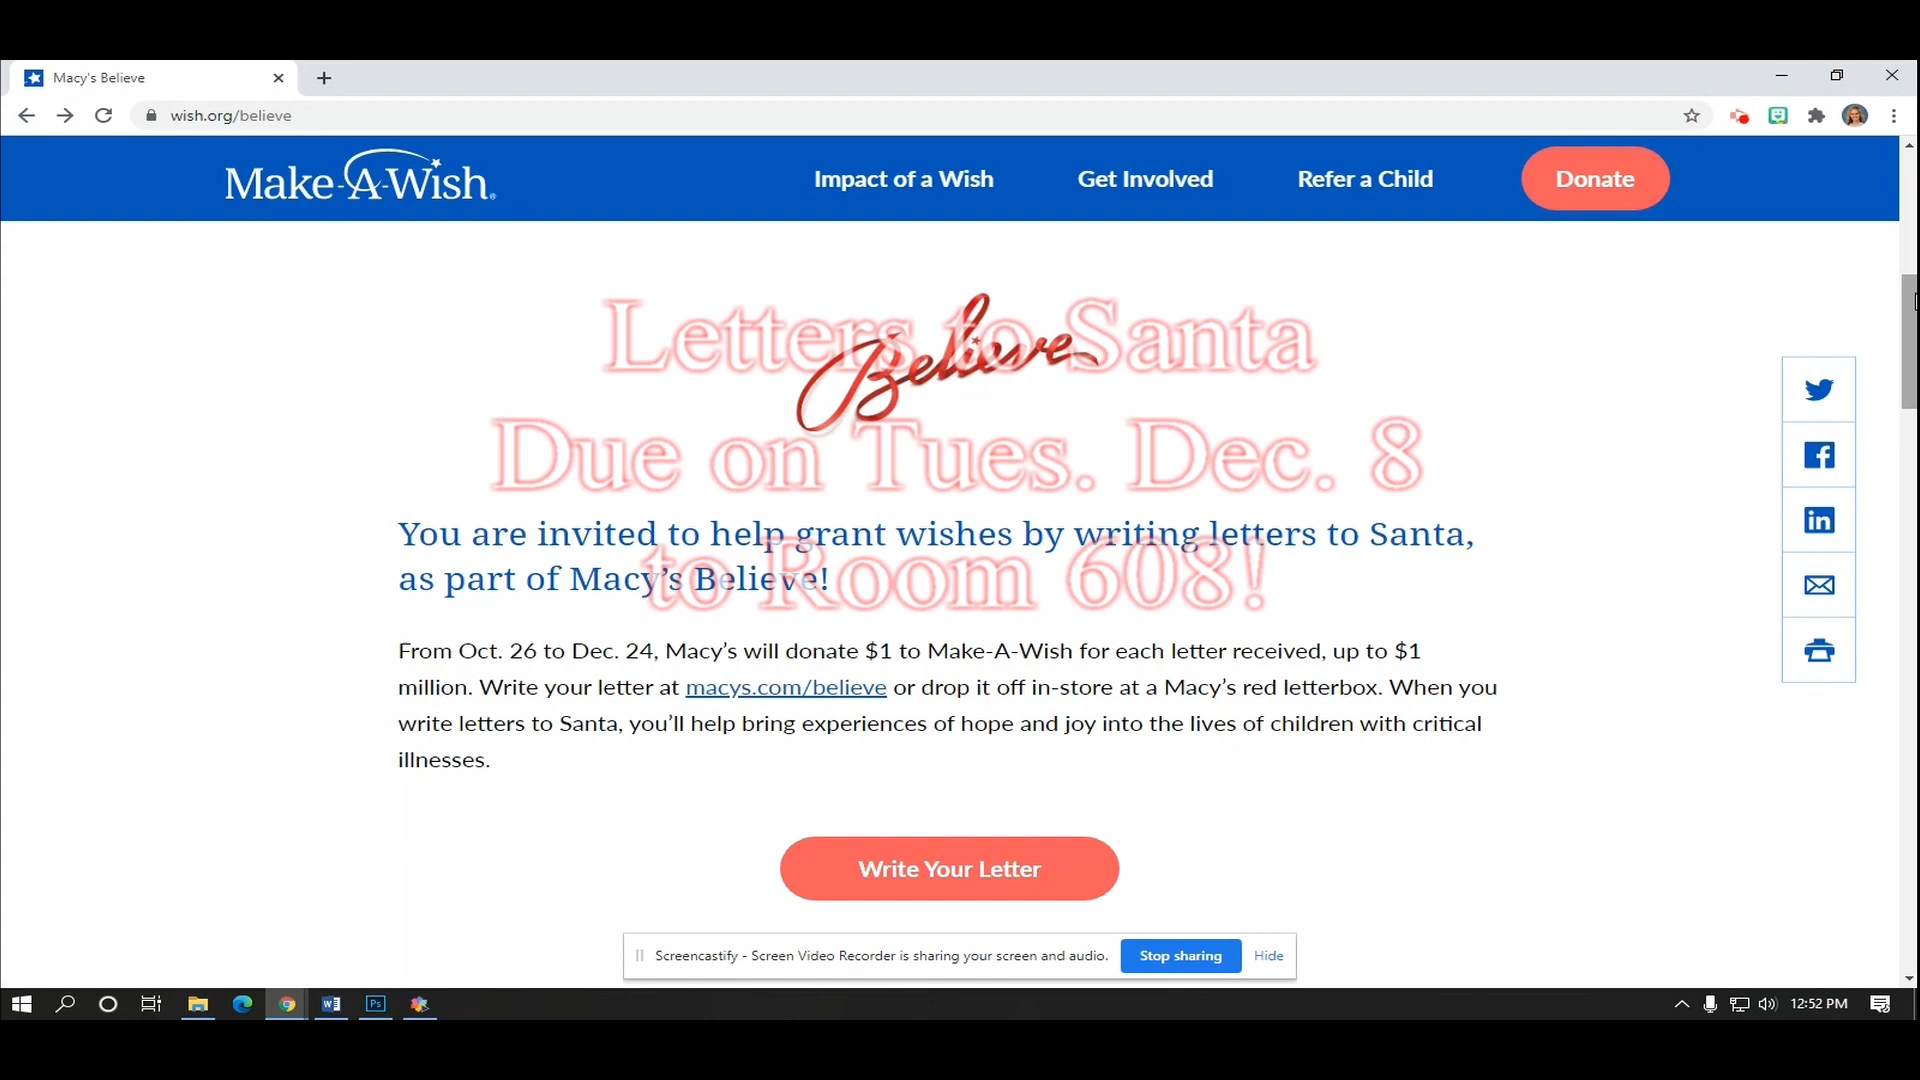 Macy's Believe
wish.org/believe
Make-A-Wish®
Impact of a Wish
Get Involved
Refer a Child
Donate
Believe
Letters to Santa
Due on Tues. Dec. 8
to Room 608!
You are invited to help grant wishes by writing letters to Santa,
as part of Macy’s Believe!
From Oct. 26 to Dec. 24, Macy’s will donate $1 to Make-A-Wish for each letter received, up to $1
million. Write your letter at macys.com/believe or drop it off in-store at a Macy’s red letterbox. When you
write letters to Santa, you’ll help bring experiences of hope and joy into the lives of children with critical
illnesses.
Write Your Letter
Screencastify - Screen Video Recorder is sharing your screen and audio.
Stop sharing
Hide
Ps
12:52 PM